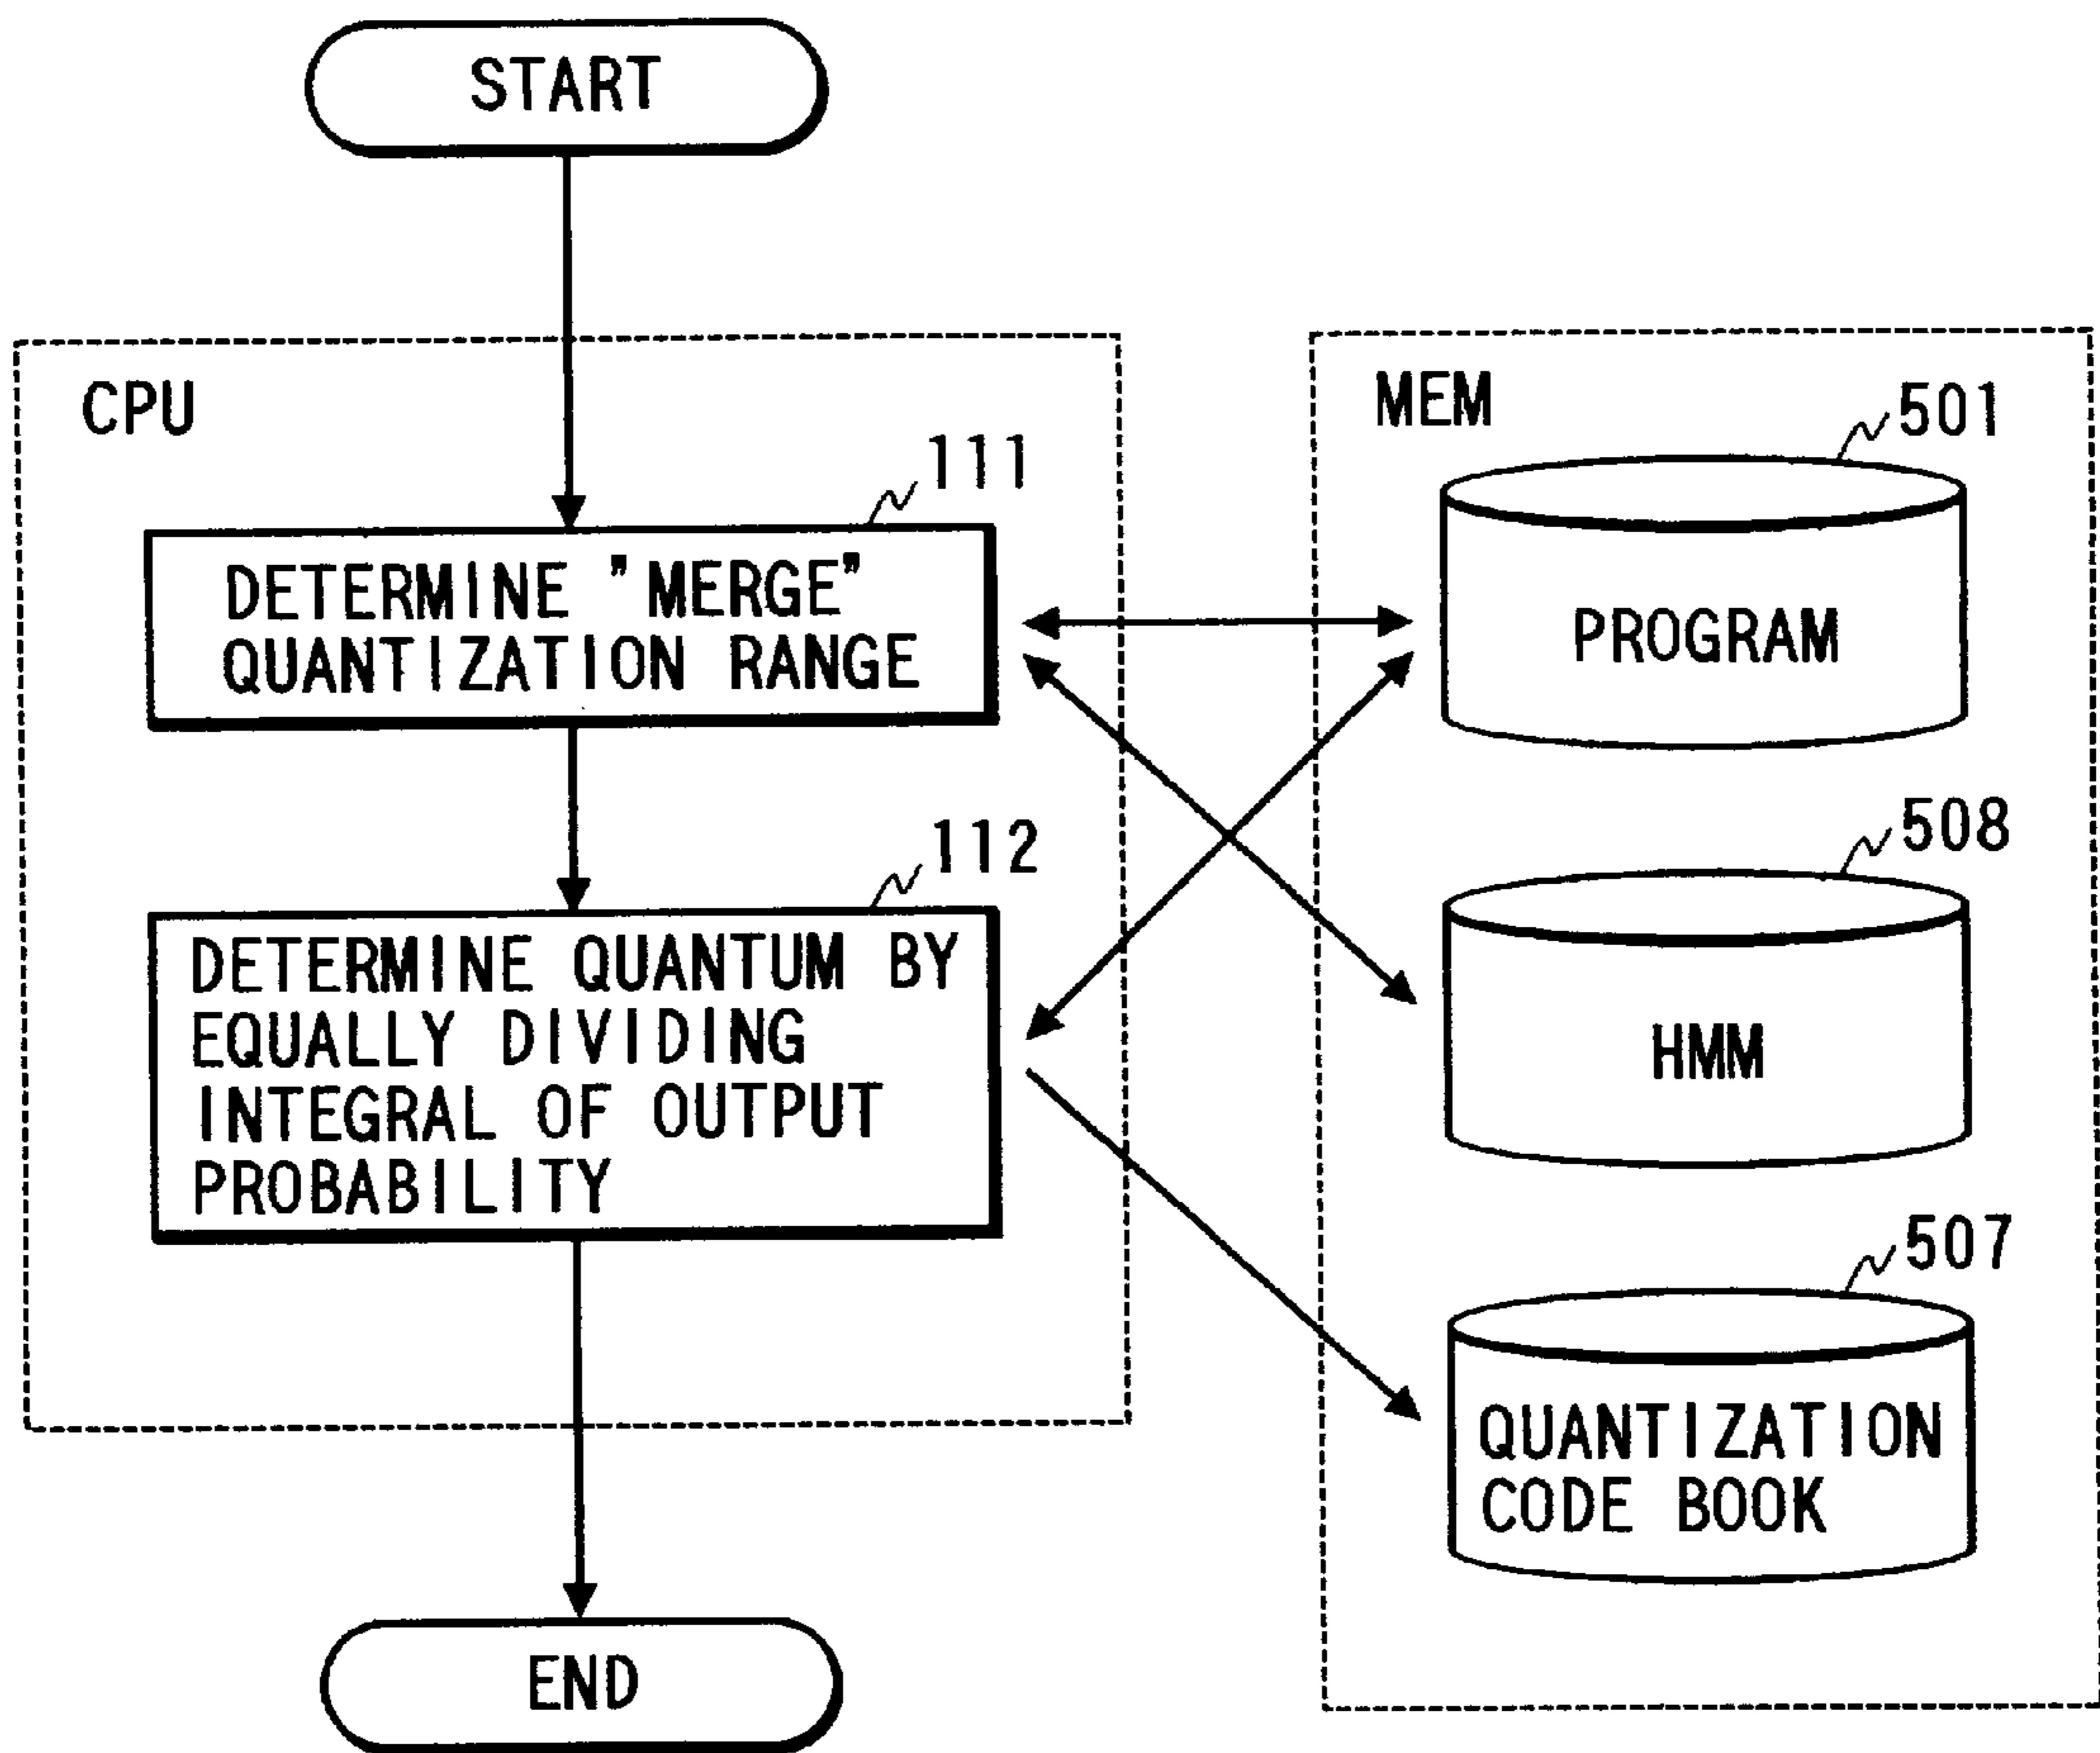 START
CPU
111
DETERMINE "MERGE"
QUANTIZATION RANGE
112
DETERMINE QUANTUM BY
EQUALLY DIVIDING
INTEGRAL OF OUTPUT
PROBABILITY
END
MEM
501
PROGRAM
508
HMM
507
QUANTIZATION
CODE BOOK